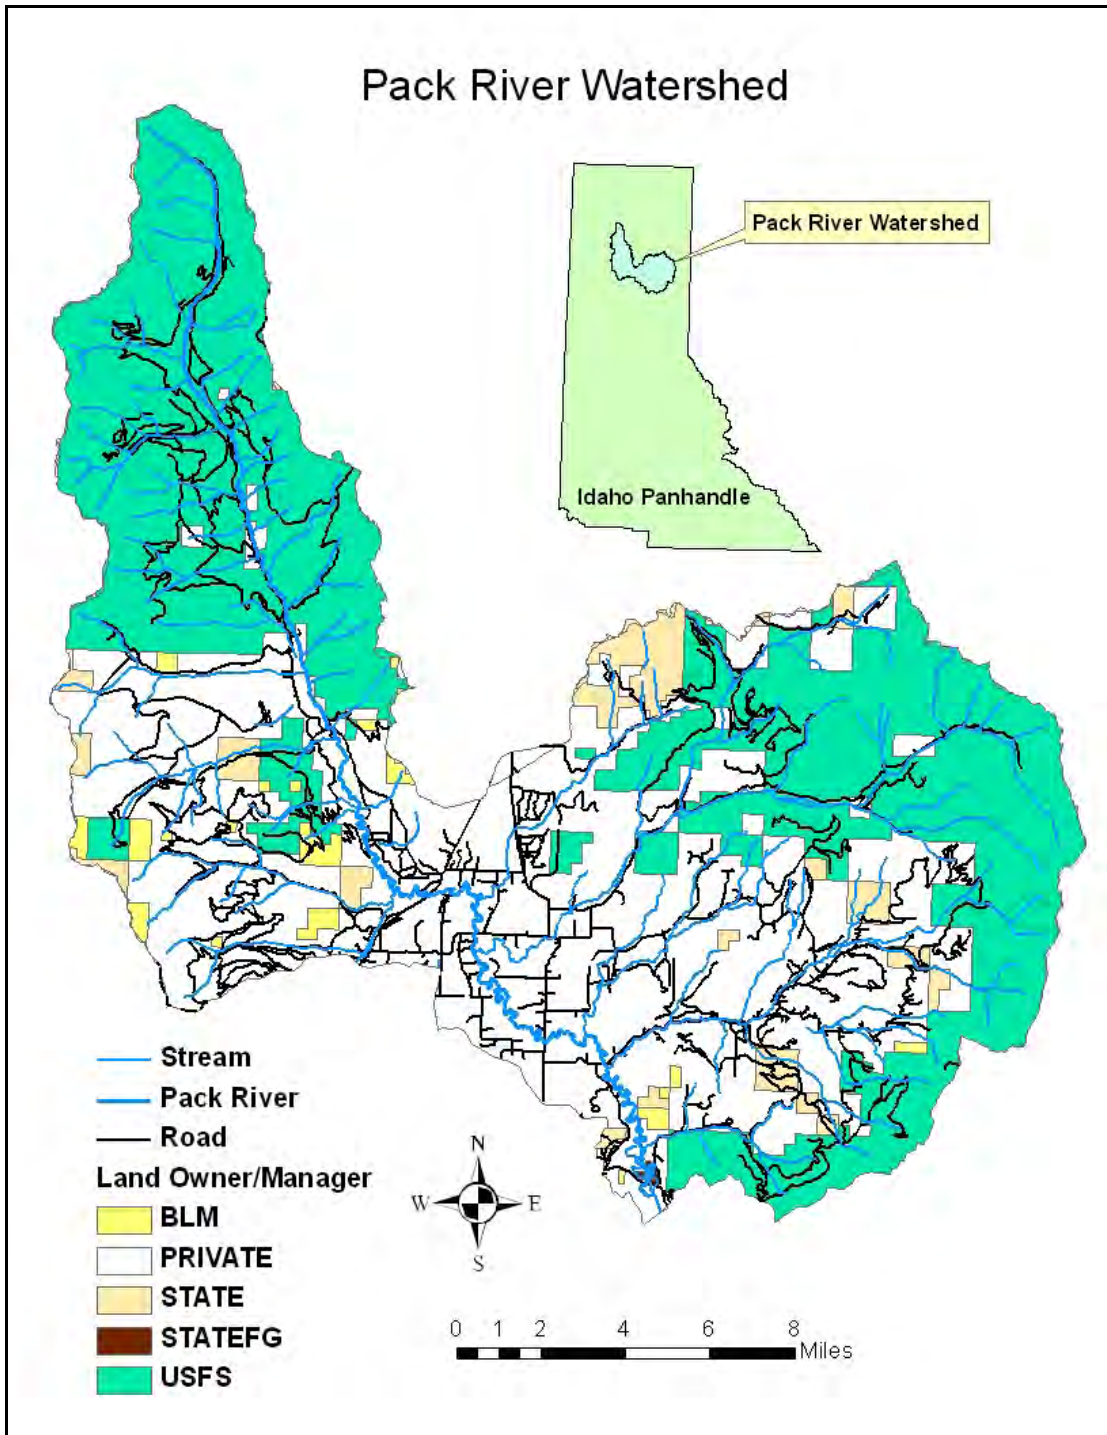 Pack River Watershed
Pack River Watershed
Idaho Panhandle
Stream
Pack River
Road
Land Owner/Manager
BLM
PRIVATE
STATE
STATEFG
USFS
N
W E
S
0 1 2 4 6 8
Miles